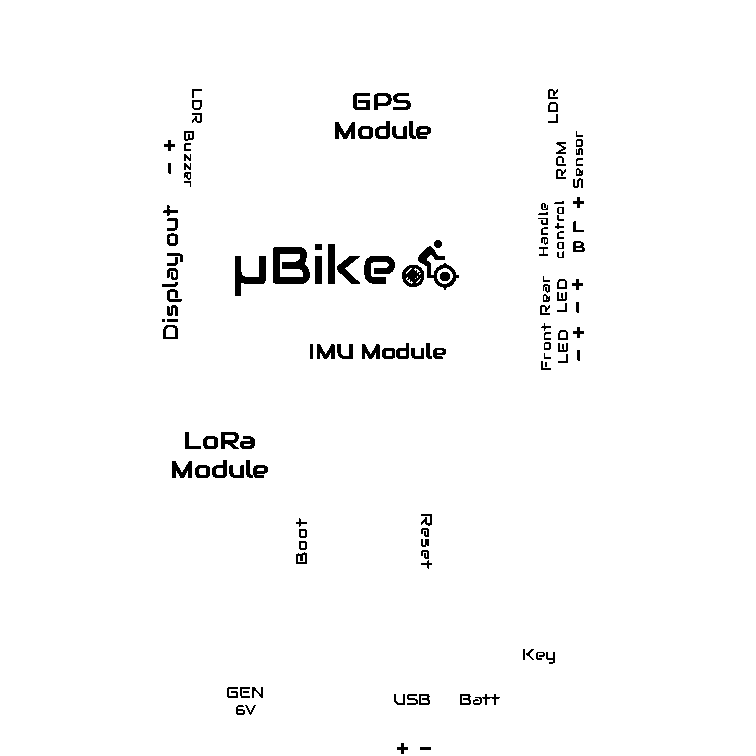 GPS
Module
LDR
Buzzer
- +
Display out
LDR
RPM
Sensor
Handle
control
B L +
Rear
LED
- +
Front
LED
- +
µBike
IMU Module
LoRa
Module
Boot
Reset
Key
GEN
6V
USB
Batt
+ -